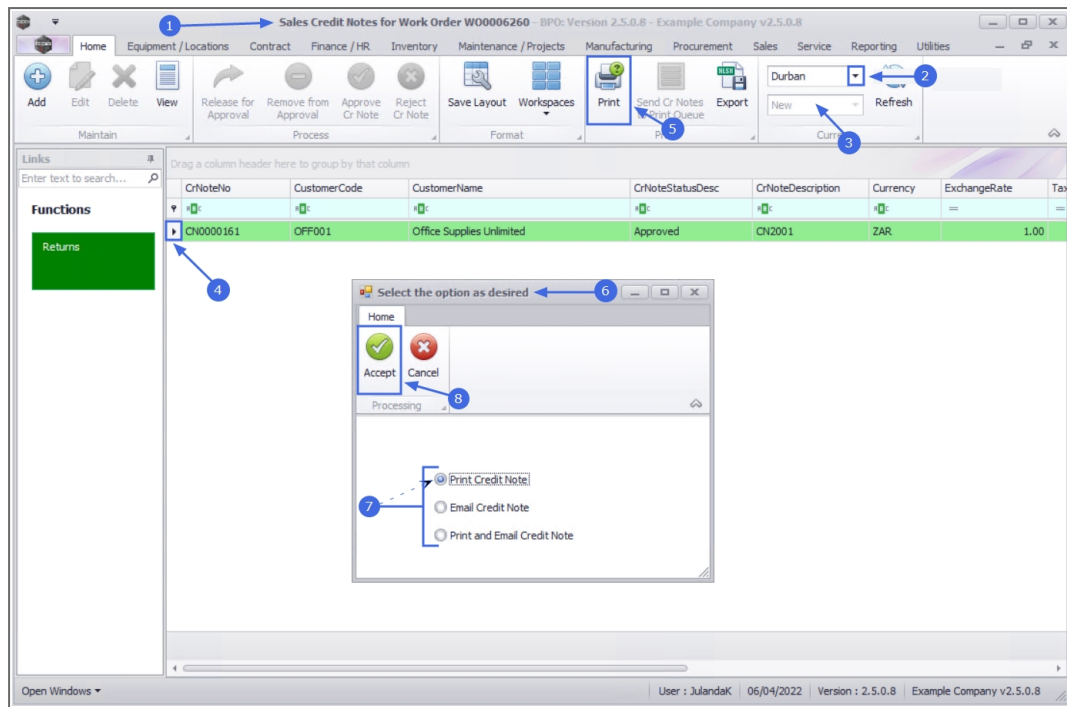 Sales Credit Notes for Work Order WO0006260 - BPO: Version 2.5.0.8 - Example Company v2.5.0.8
1
Home Equipment / Locations Contract Finance / HR Inventory Maintenance / Projects Manufacturing Procurement Sales Service Reporting Utilities
Add Edit Delete View
Maintain
Release for Approval Remove from Approval Approve Cr Note Reject Cr Note
Process
Save Layout Workspaces
Format
Print Send Cr Notes to Print Queue Export
5
Durban
2
New
3
Refresh
Links
Enter text to search...
Functions
Returns
Drag a column header here to group by that column
CrNoteNo CustomerCode CustomerName CrNoteStatusDesc CrNoteDescription Currency ExchangeRate Tax
= =
CN0000161 OFF001 Office Supplies Unlimited Approved CN2001 ZAR 1.00
4
Select the option as desired
6
Home
Accept Cancel
8
Processing
7
Print Credit Note
Email Credit Note
Print and Email Credit Note
Open Windows User : JulandaK 06/04/2022 Version : 2.5.0.8 Example Company v2.5.0.8